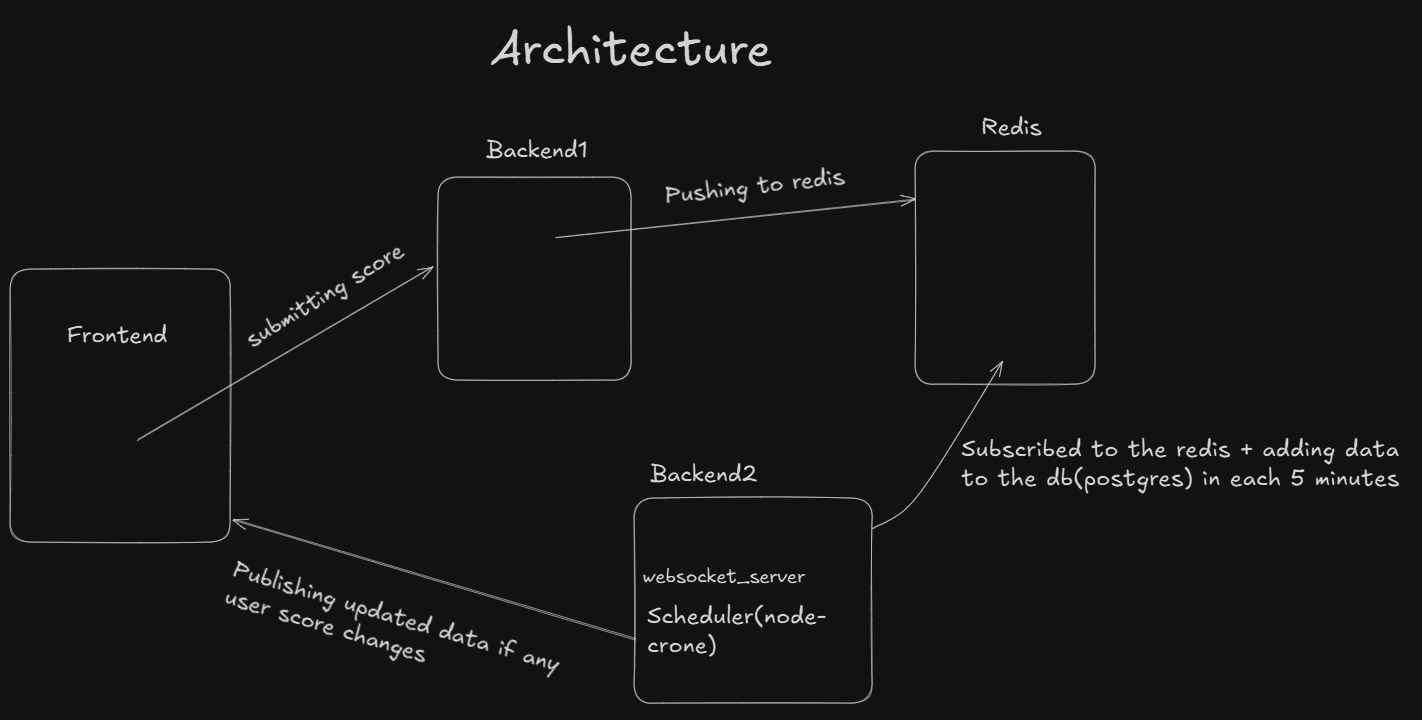 Architecture
Backend1
Redis
Pushing to redis
submitting score
Frontend
Subscribed to the redis + adding data
to the db(postgres) in each 5 minutes
Backend2
websocket_server
Scheduler(node-
crone)
Publishing updated data if any
user score changes